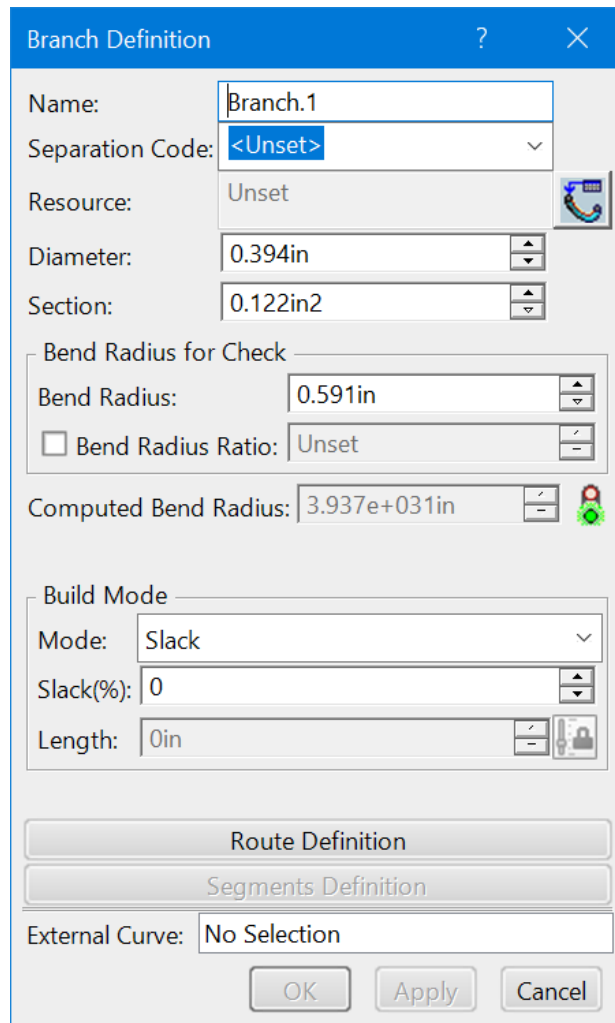 Branch Definition ?
Name: Branch.1
Separation Code: <Unset>
Resource: Unset
Diameter: 0.394in
Section: 0.122in2
Bend Radius for Check
Bend Radius: 0.591in
Bend Radius Ratio: Unset
Computed Bend Radius: 3.937e+031in
Build Mode
Mode: Slack
Slack(%): 0
Length: 0in
Route Definition
Segments Definition
External Curve: No Selection
OK Apply Cancel